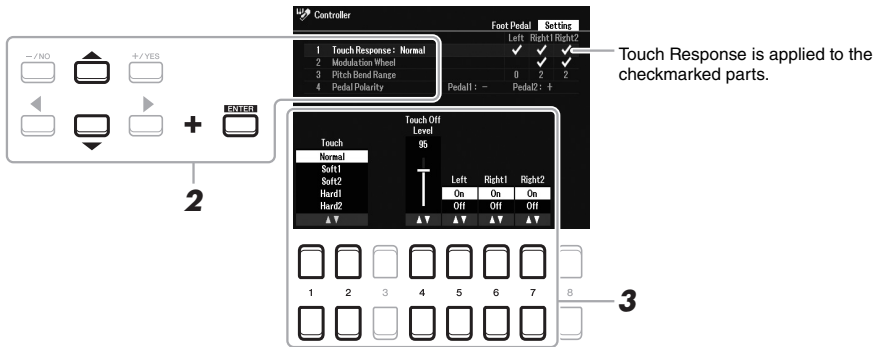 Controller
Foot Pedal Setting
Left Right1 Right2
1 Touch Response: Normal
2 Modulation Wheel
3 Pitch Bend Range 0 2 2
4 Pedal Polarity Pedal1: − Pedal2: +
Touch Response is applied to the
checkmarked parts.
−/NO +/YES
+ ENTER
2
Touch Off
Level
Touch 95
Normal
Soft1
Soft2 Left Right1 Right2
Hard1 On On On
Hard2 Off Off Off
1 2 3 4 5 6 7 8
3